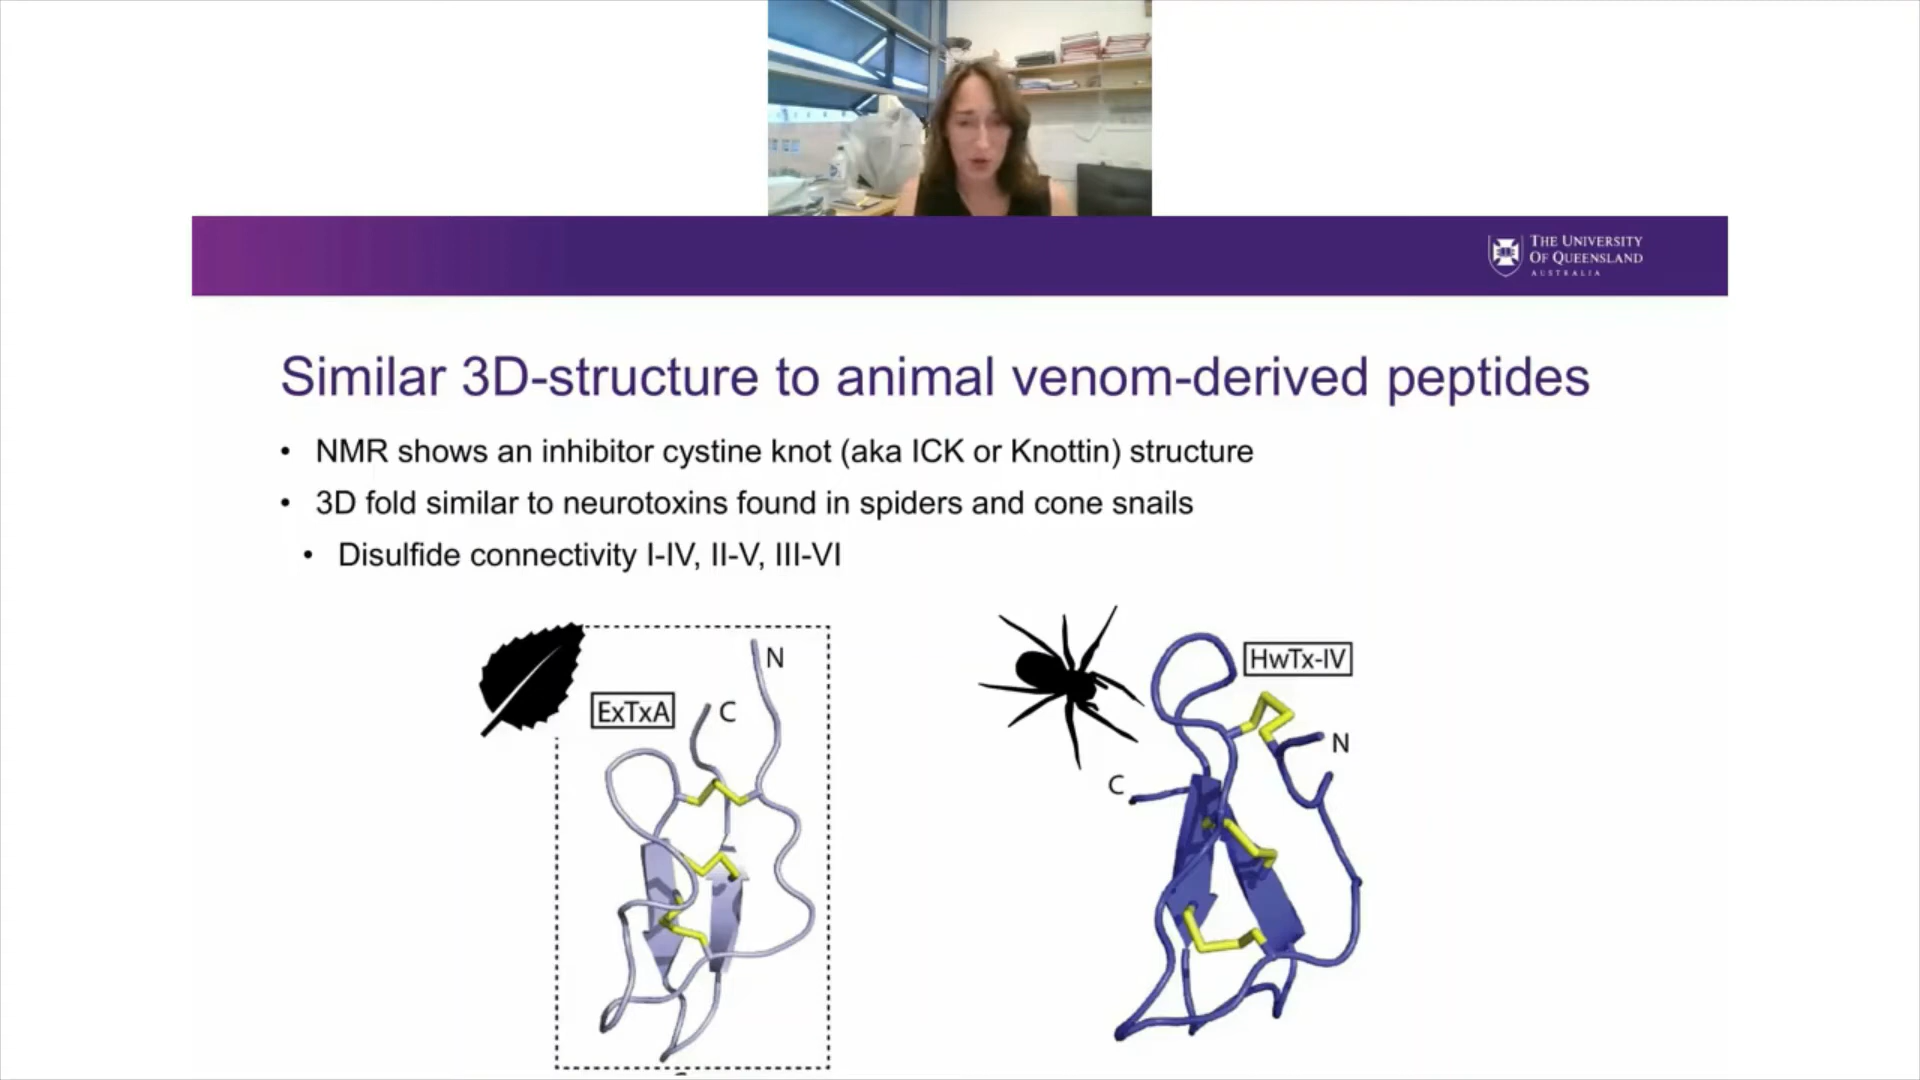 THE UNIVERSITY
OF QUEENSLAND
AUSTRALIA
Similar 3D-structure to animal venom-derived peptides
• NMR shows an inhibitor cystine knot (aka ICK or Knottin) structure
• 3D fold similar to neurotoxins found in spiders and cone snails
• Disulfide connectivity I-IV, II-V, III-VI
N
ExTxA
C
HwTx-IV
N
C